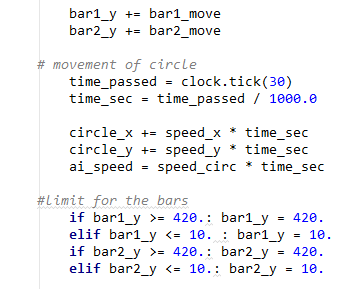 bar1_y += bar1_move
bar2_y += bar2_move
# movement of circle
time_passed = clock.tick(30)
time_sec = time_passed / 1000.0
circle_x += speed_x * time_sec
circle_y += speed_y * time_sec
ai_speed = speed_circ * time_sec
#limit for the bars
if bar1_y >= 420.: bar1_y = 420.
elif bar1_y <= 10. : bar1_y = 10.
if bar2_y >= 420.: bar2_y = 420.
elif bar2_y <= 10.: bar2_y = 10.